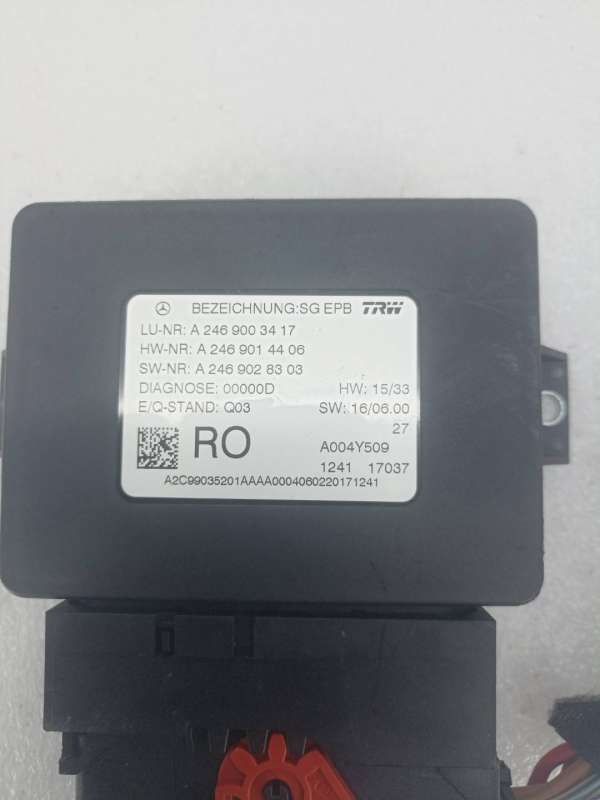 BEZEICHNUNG:SG EPB TRW
LU-NR: A 246 900 34 17
HW-NR: A 246 901 44 06
SW-NR: A 246 902 83 03
DIAGNOSE: 00000D HW: 15/33
E/Q-STAND: Q03 SW: 16/06.00
27
RO A004Y509
1241 17037
A2C99035201AAAA0004060220171241